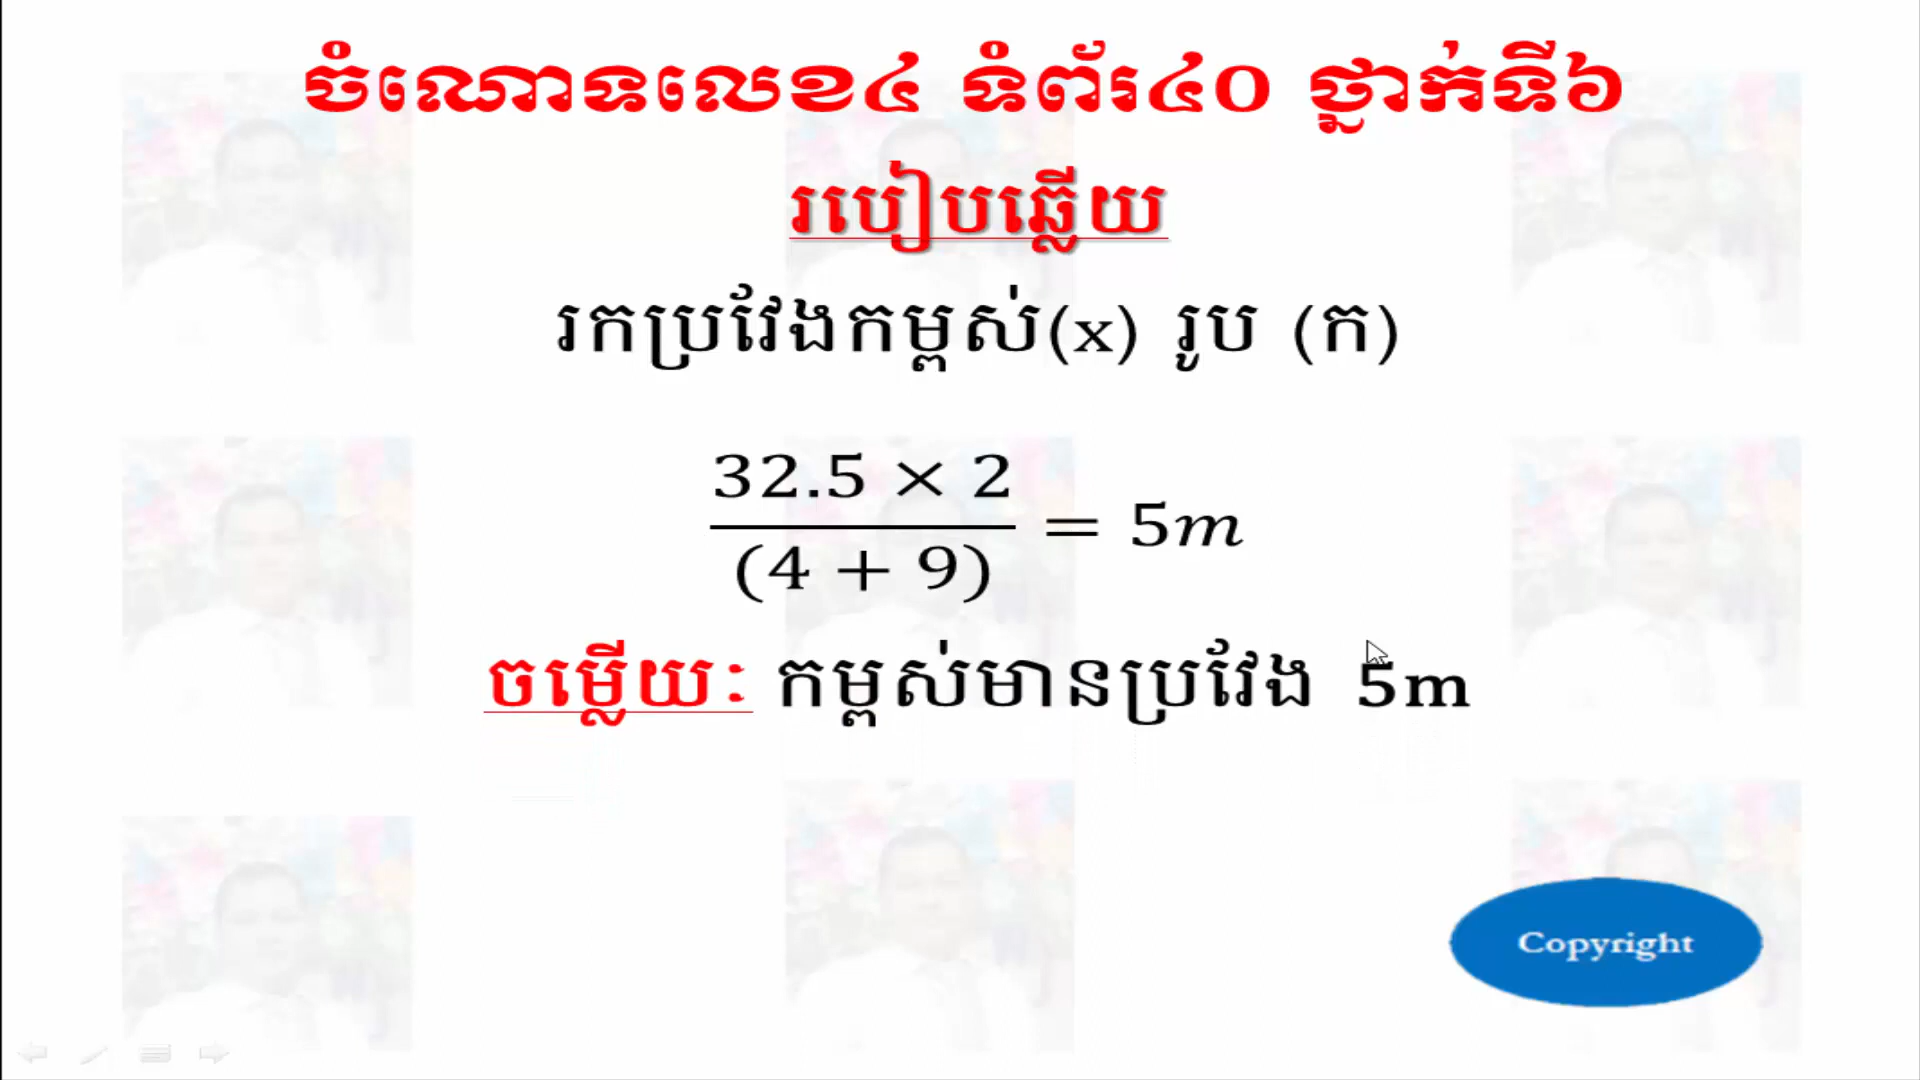 ចំណោទលេខ៤ ទំព័រ៤០ ថ្នាក់ទី៦
របៀបឆ្លើយ
រកប្រវែងកម្ពស់(x) រូប (ក)
32.5 × 2
(4 + 9)
= 5m
ចម្លើយៈ កម្ពស់មានប្រវែង 5m
Copyright